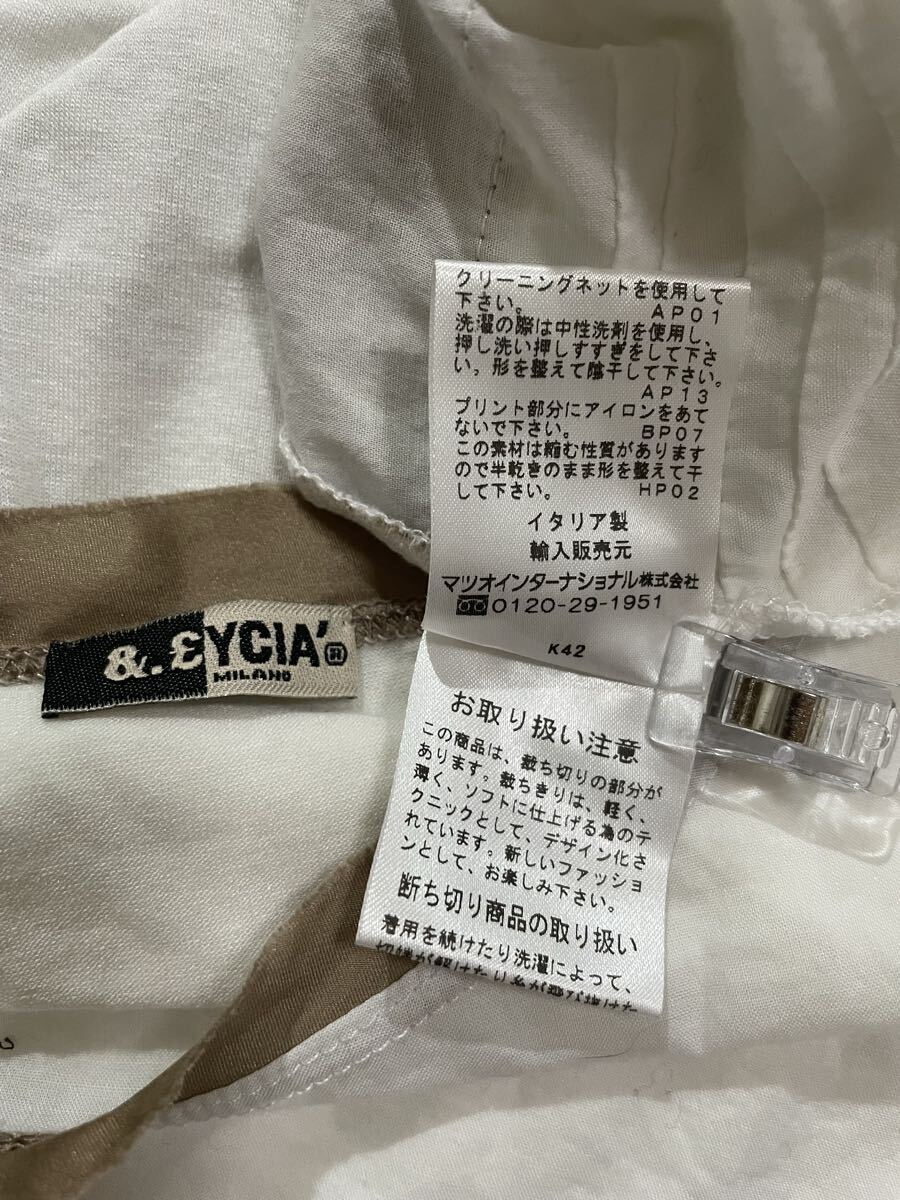 クリーニングネットを使用して
下さい。 AP01
洗濯の際は中性洗剤を使用し、
押し洗い押しすすぎをして下さ
い。形を整えて陰干して下さい。
AP13
プリント部分にアイロンをあて
ないで下さい。 BP07
この素材は縮む性質があります
ので半乾きのまま形を整えて干
して下さい。 HP02
イタリア製
輸入販売元
マツオインターナショナル株式会社
0120-29-1951
K42
&.EYCIA'®
MILANO
お取り扱い注意
この商品は、裁ち切りの部分が
あります。裁ちきりは、軽く、
薄く、ソフトに仕上げる為のテ
クニックとして、デザイン化さ
れています。新しいファッショ
ンとして、お楽しみ下さい。
断ち切り商品の取り扱い
着用を続けたり洗濯によって、